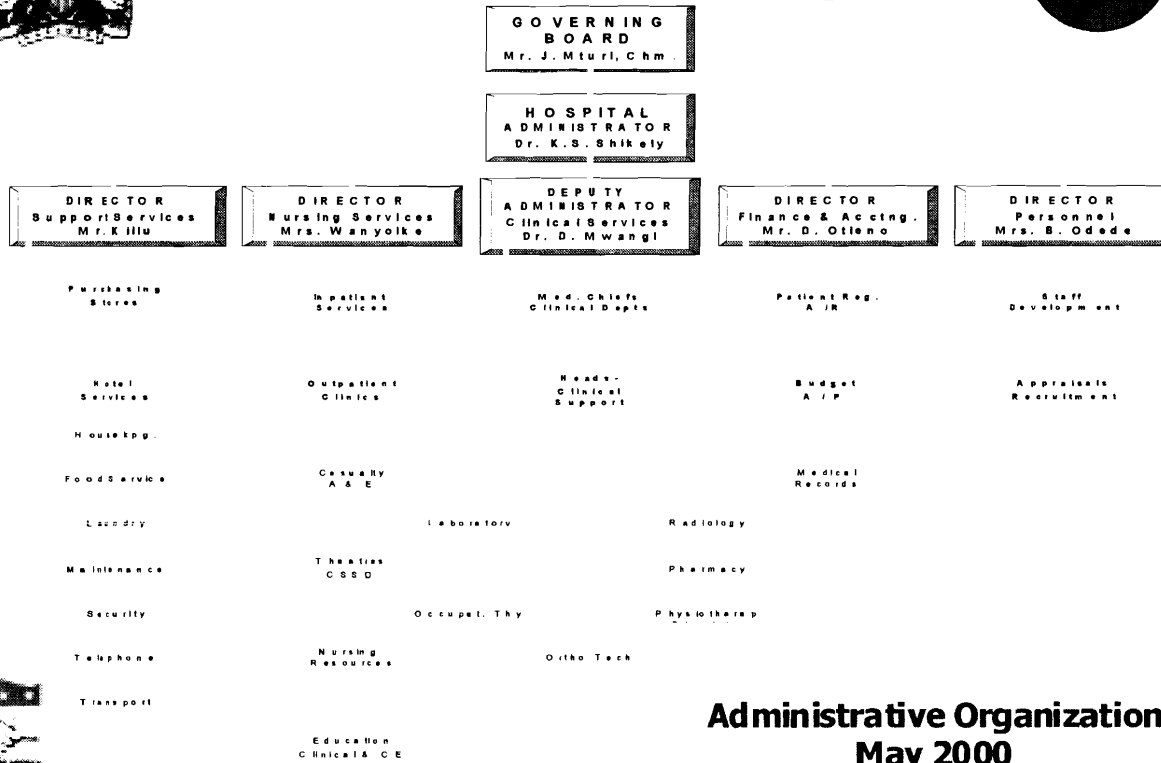 GOVERNING
BOARD
Mr. J. Mturi, Chm.
HOSPITAL
ADMINISTRATOR
Dr. K.S. Shikely
DIRECTOR
Support Services
Mr. Kiilu
DIRECTOR
Nursing Services
Mrs. Wanyoike
DEPUTY
ADMINISTRATOR
Clinical Services
Dr. D. Mwangi
DIRECTOR
Finance & Acctng.
Mr. D. Otieno
DIRECTOR
Personnel
Mrs. B. Odede
Purchasing
Stores
Inpatient
Services
Med. Chiefs
Clinical Depts
Patient Reg.
A/R
Staff
Development
Hotel
Services
Outpatient
Clinics
Heads-
Clinical
Support
Budget
A/P
Appraisals
Recruitment
Housekpg.
Food Service
Casualty
A & E
Medical
Records
Laundry
Laboratory
Radiology
Maintenance
Theatres
CSSD
Pharmacy
Security
Occupat. Thy
Physiotherap
Telephone
Nursing
Resources
Ortho Tech
Transport
Education
Clinical & CE
Administrative Organization
May 2000